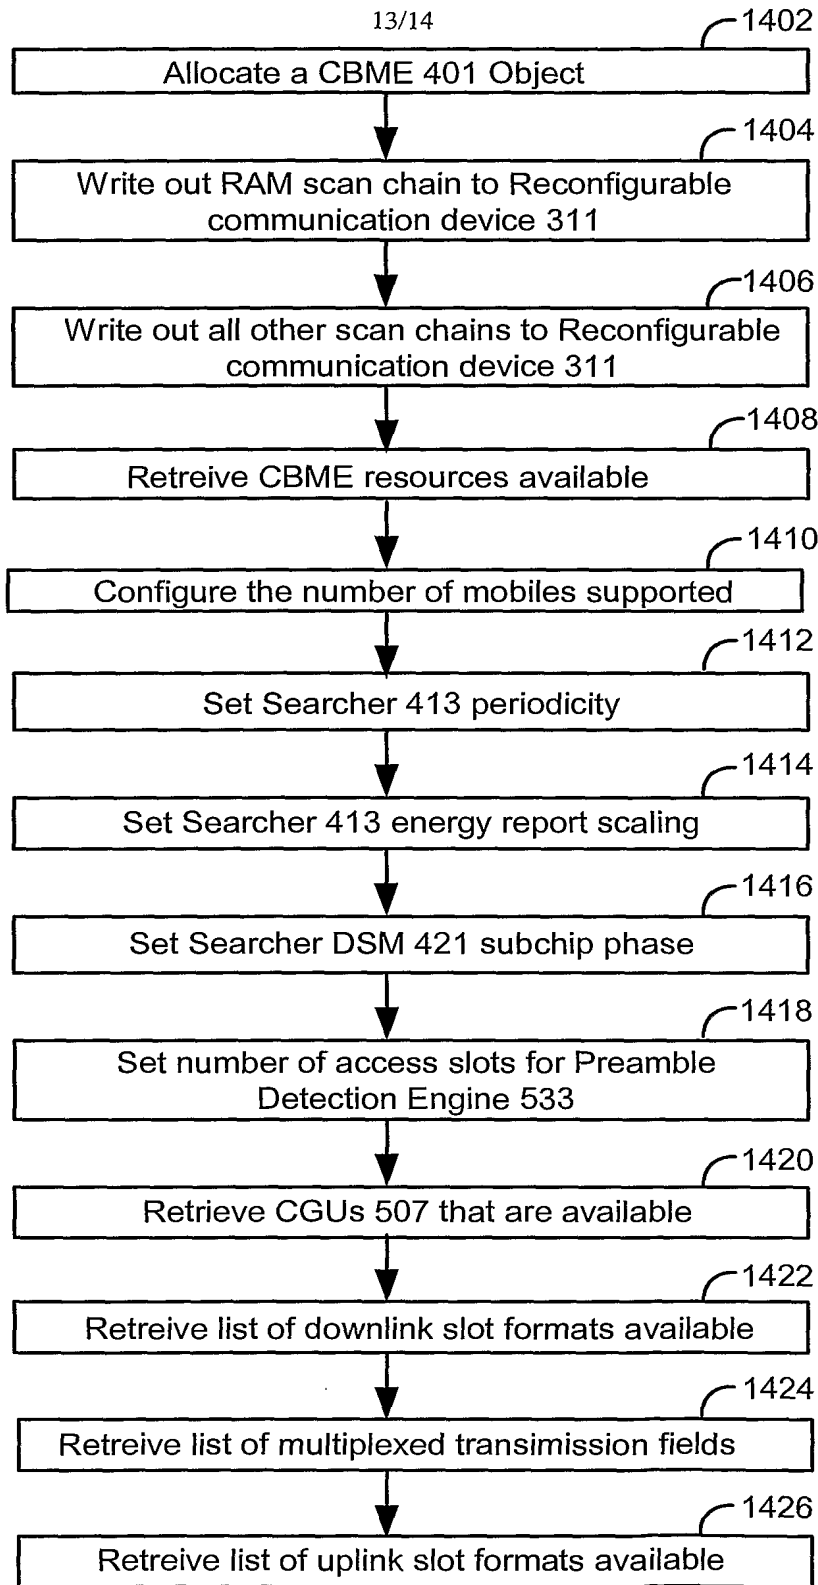 13/14
1402
Allocate a CBME 401 Object
1404
Write out RAM scan chain to Reconfigurable
communication device 311
1406
Write out all other scan chains to Reconfigurable
communication device 311
1408
Retreive CBME resources available
1410
Configure the number of mobiles supported
1412
Set Searcher 413 periodicity
1414
Set Searcher 413 energy report scaling
1416
Set Searcher DSM 421 subchip phase
1418
Set number of access slots for Preamble
Detection Engine 533
1420
Retrieve CGUs 507 that are available
1422
Retreive list of downlink slot formats available
1424
Retreive list of multiplexed transimission fields
1426
Retreive list of uplink slot formats available